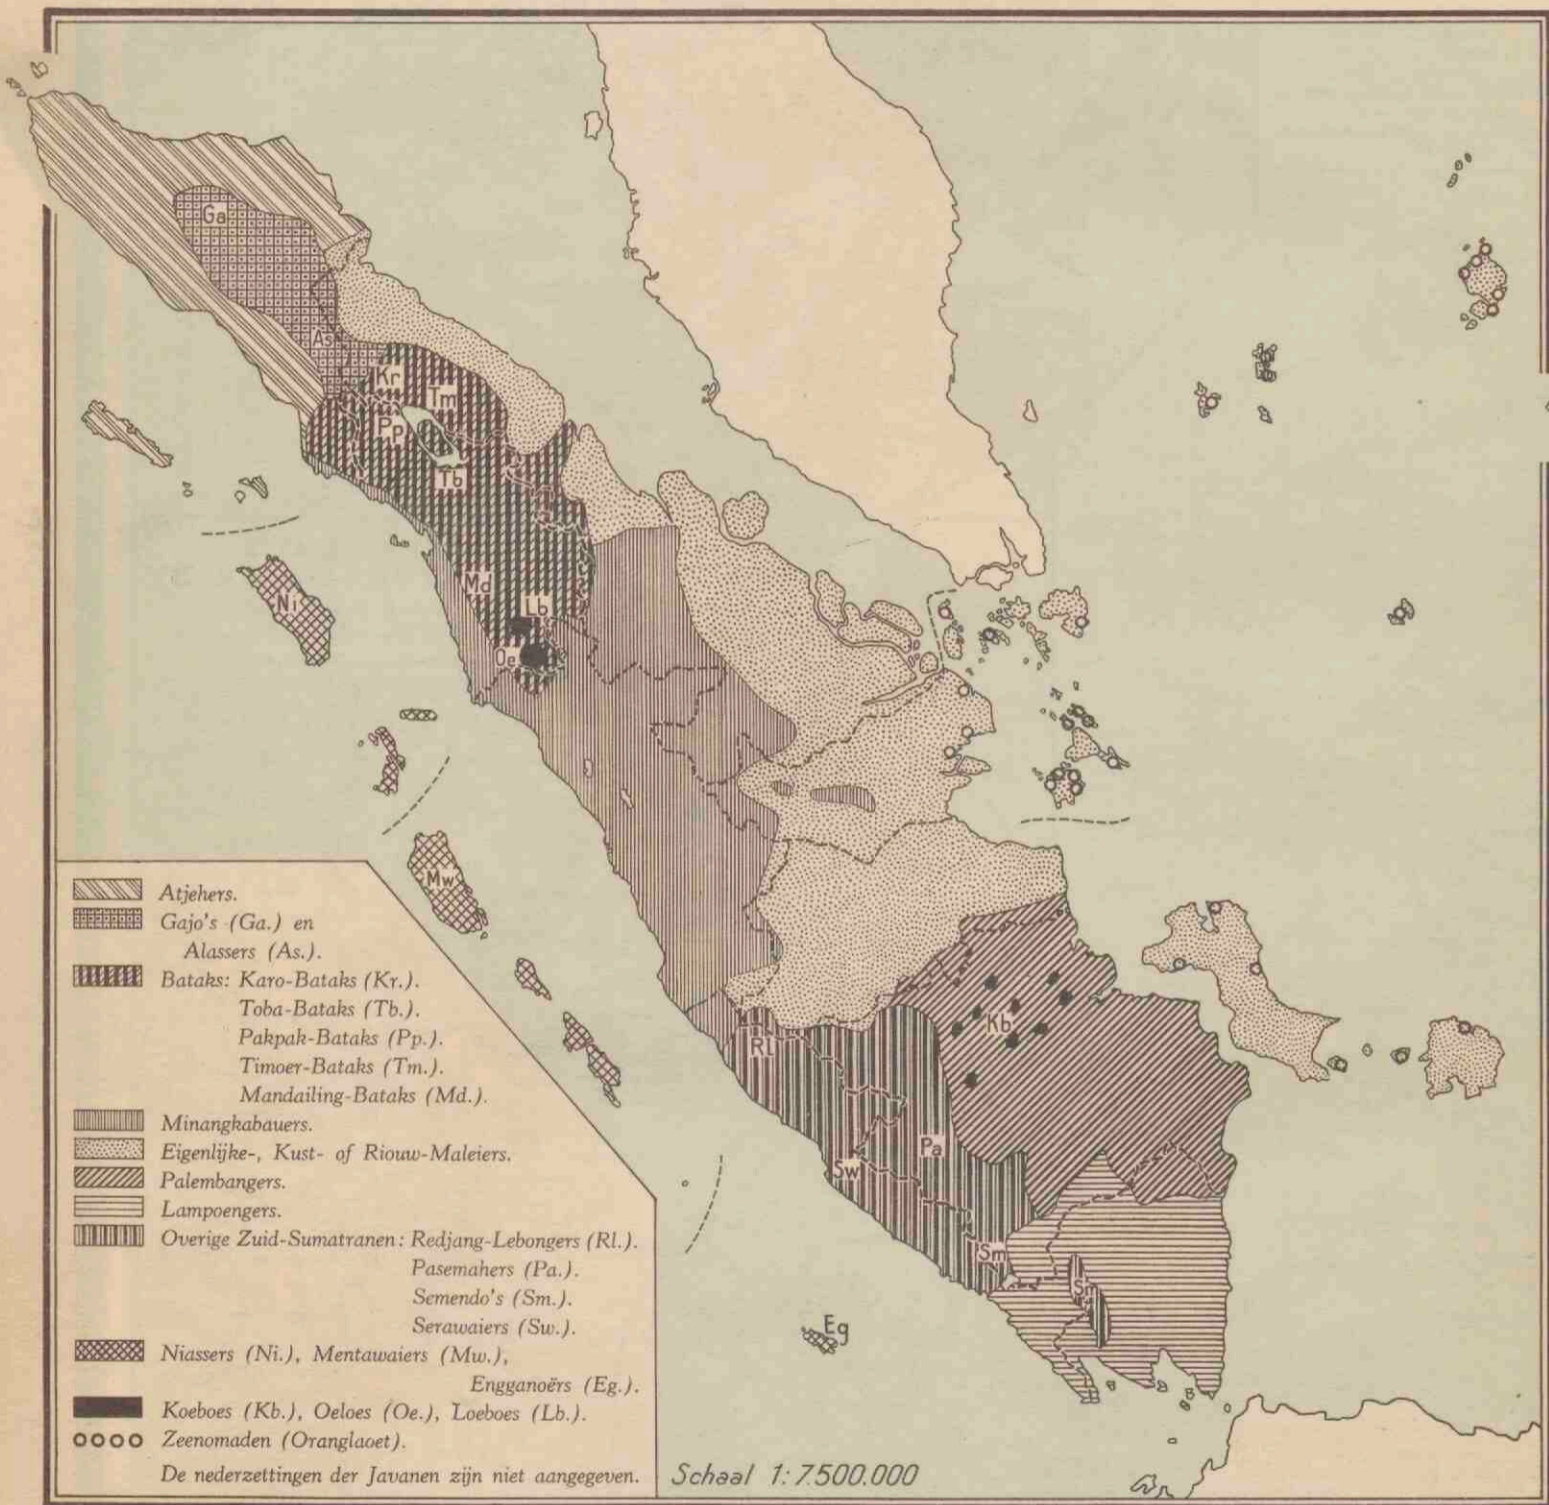 Ga
As
Kr
Tm
Pp
Tb
Ni
Md
Lb
Oe
Mw
Kb
Rl
Pa
Sw
Sm
Sm
Eg
Atjehers.
Gajo's (Ga.) en
Alassers (As.).
Bataks: Karo-Bataks (Kr.).
Toba-Bataks (Tb.).
Pakpak-Bataks (Pp.).
Timoer-Bataks (Tm.).
Mandailing-Bataks (Md.).
Minangkabauers.
Eigenlijke-, Kust- of Riouw-Maleiers.
Palembangers.
Lampoengers.
Overige Zuid-Sumatranen: Redjang-Lebongers (Rl.).
Pasemahers (Pa.).
Semendo's (Sm.).
Serawaiers (Sw.).
Niassers (Ni.), Mentawaiers (Mw.),
Engganoërs (Eg.).
Koeboes (Kb.), Oeloes (Oe.), Loeboes (Lb.).
Zeenomaden (Oranglaoet).
De nederzettingen der Javanen zijn niet aangegeven.
Schaal 1:7.500.000